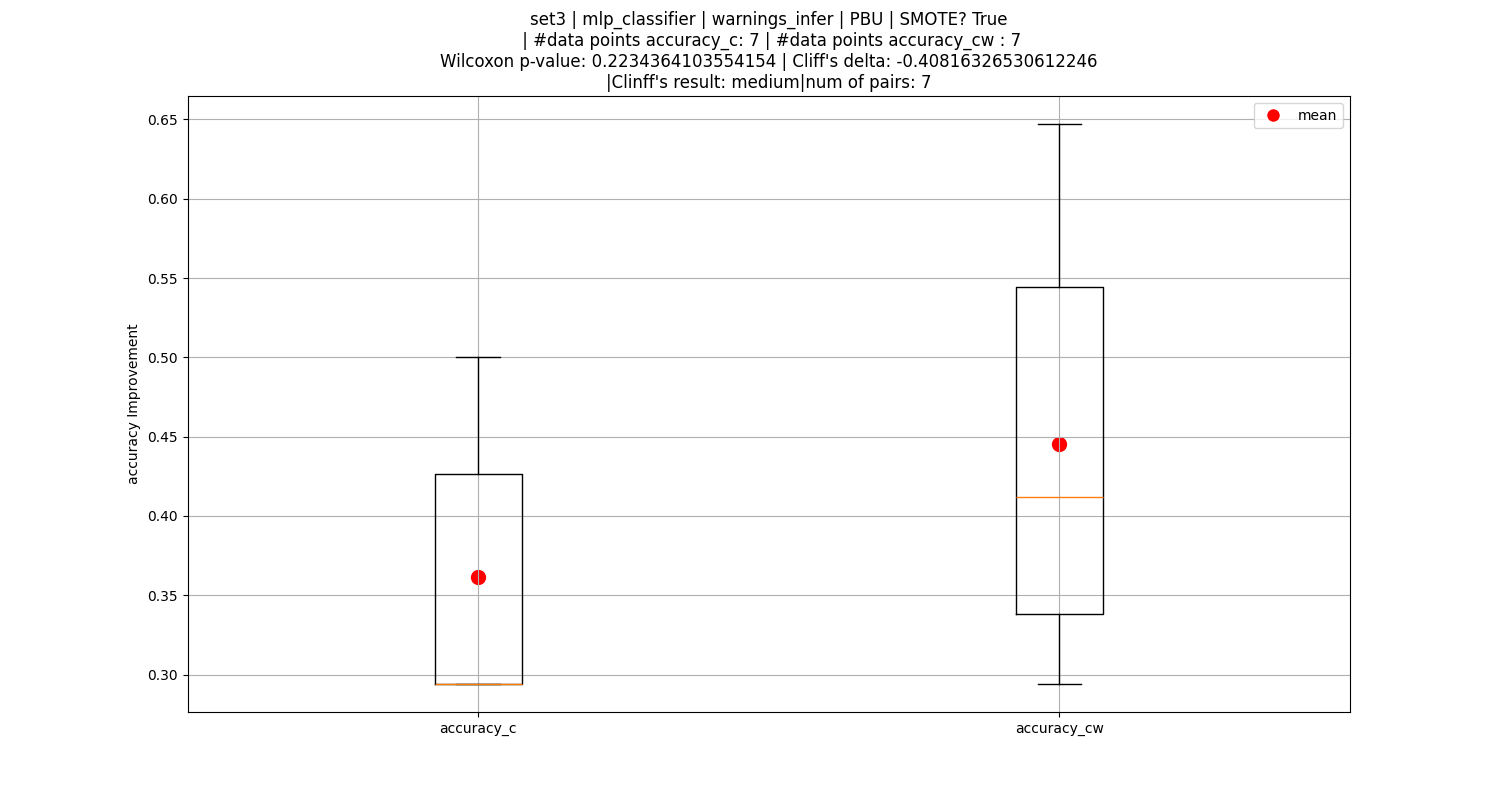 set3 | mlp_classifier | warnings_infer | PBU | SMOTE? True
| #data points accuracy_c: 7 | #data points accuracy_cw : 7
Wilcoxon p-value: 0.2234364103554154 | Cliff's delta: -0.40816326530612246
|Clinff's result: medium|num of pairs: 7
mean
0.65
0.60
0.55
0.50
0.45
0.40
0.35
0.30
accuracy Improvement
accuracy_c
accuracy_cw